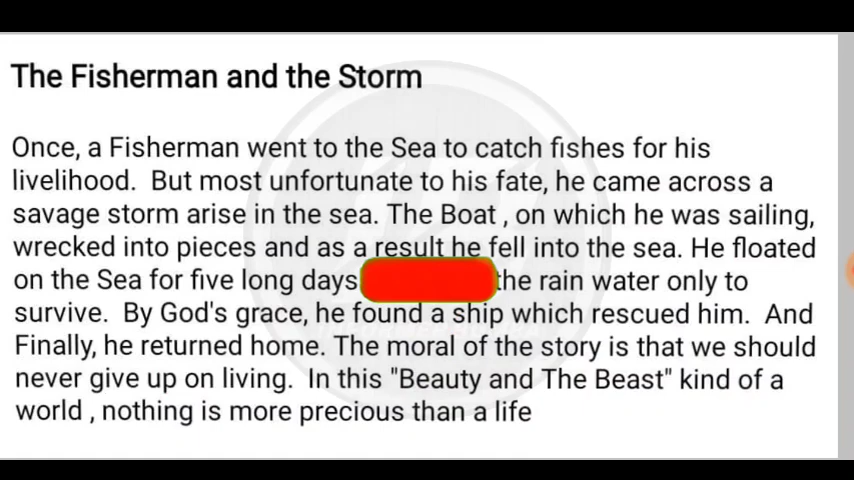 The Fisherman and the Storm
Once, a Fisherman went to the Sea to catch fishes for his
livelihood. But most unfortunate to his fate, he came across a
savage storm arise in the sea. The Boat , on which he was sailing,
wrecked into pieces and as a result he fell into the sea. He floated
on the Sea for five long days the rain water only to
survive. By God's grace, he found a ship which rescued him. And
Finally, he returned home. The moral of the story is that we should
never give up on living. In this "Beauty and The Beast" kind of a
world , nothing is more precious than a life